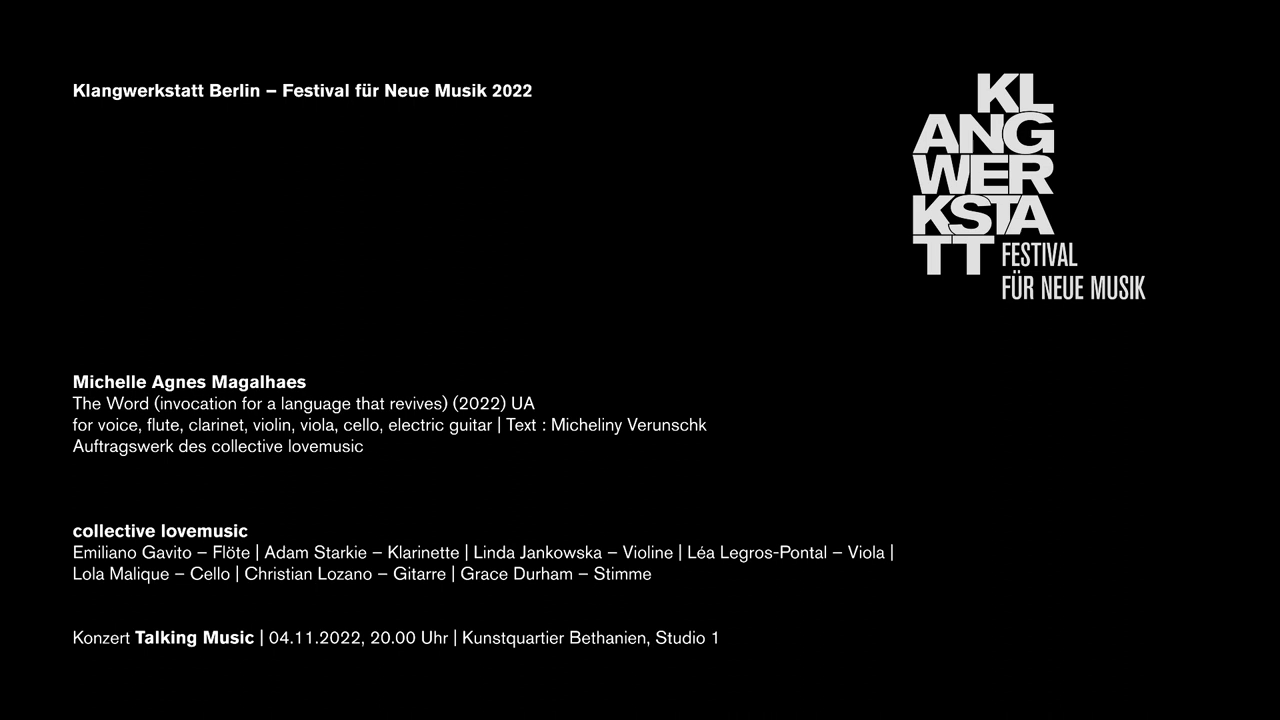 Klangwerkstatt Berlin – Festival für Neue Musik 2022
KL
ANG
WER
KSTA
TT
FESTIVAL
FÜR NEUE MUSIK
Michelle Agnes Magalhaes
The Word (invocation for a language that revives) (2022) UA
for voice, flute, clarinet, violin, viola, cello, electric guitar | Text : Micheliny Verunschk
Auftragswerk des collective lovemusic
collective lovemusic
Emiliano Gavito – Flöte | Adam Starkie – Klarinette | Linda Jankowska – Violine | Léa Legros-Pontal – Viola |
Lola Malique – Cello | Christian Lozano – Gitarre | Grace Durham – Stimme
Konzert Talking Music | 04.11.2022, 20.00 Uhr | Kunstquartier Bethanien, Studio 1